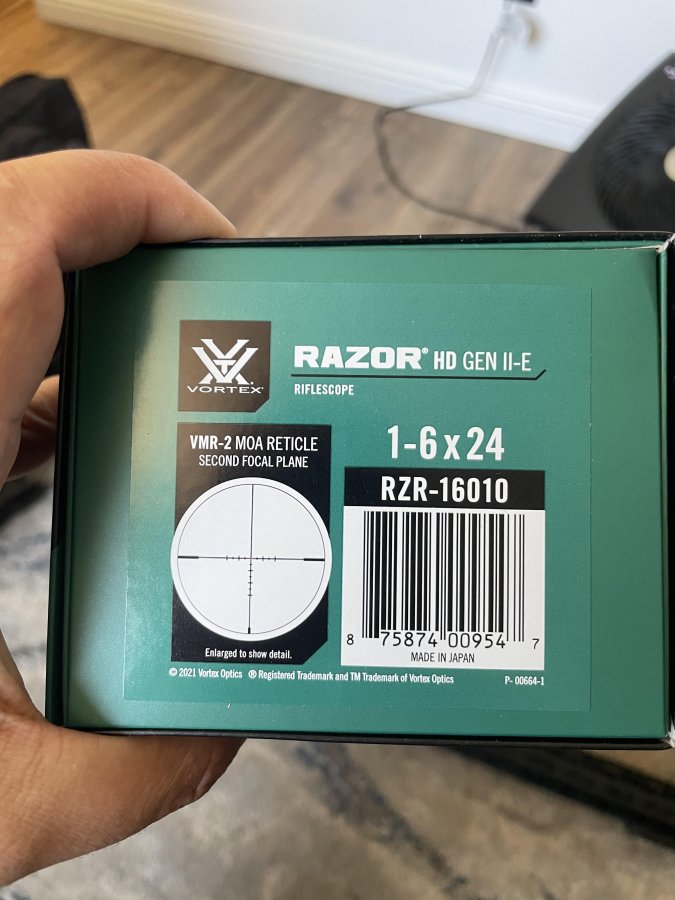 VORTEX®
RAZOR® HD GEN II-E
RIFLESCOPE
VMR-2 MOA RETICLE
SECOND FOCAL PLANE
Enlarged to show detail.
1-6 x 24
RZR-16010
8 75874 00954 7
MADE IN JAPAN
© 2021 Vortex Optics ® Registered Trademark and TM Trademark of Vortex Optics
P- 00664-1